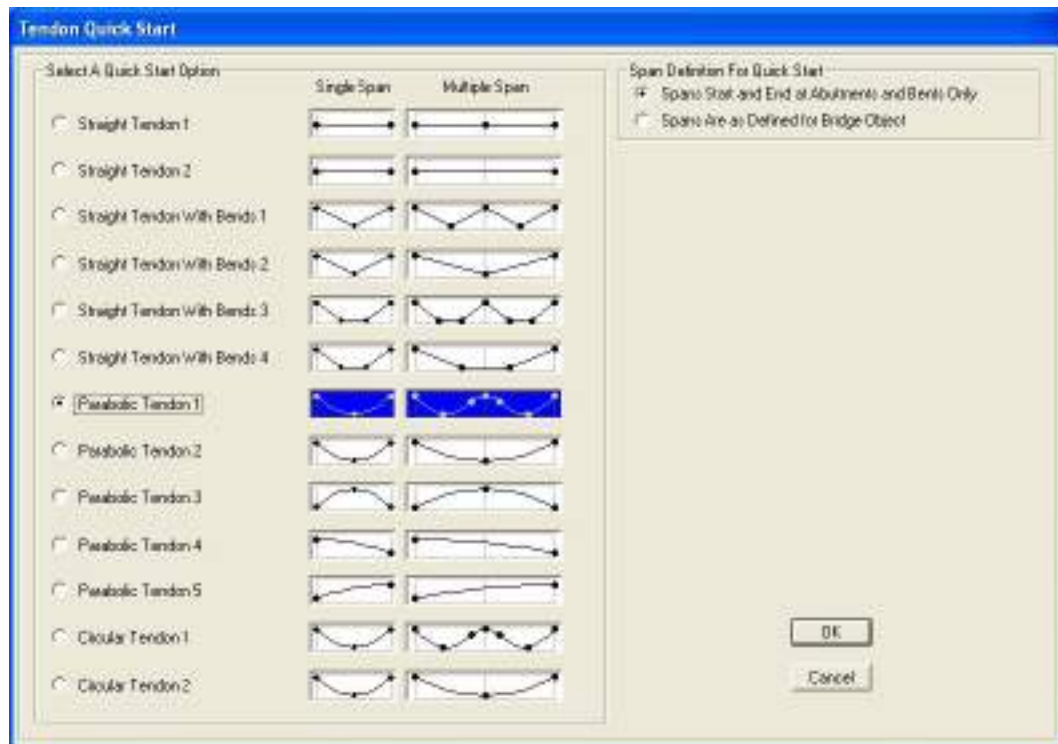 Tendon Quick Start
Select A Quick Start Option
Single Span
Multiple Span
Straight Tendon 1
Straight Tendon 2
Straight Tendon With Bends 1
Straight Tendon With Bends 2
Straight Tendon With Bends 3
Straight Tendon With Bends 4
Parabolic Tendon 1
Parabolic Tendon 2
Parabolic Tendon 3
Parabolic Tendon 4
Parabolic Tendon 5
Circular Tendon 1
Circular Tendon 2
Span Definition For Quick Start
Spans Start and End at Abutments and Bents Only
Spans Are as Defined for Bridge Object
OK
Cancel